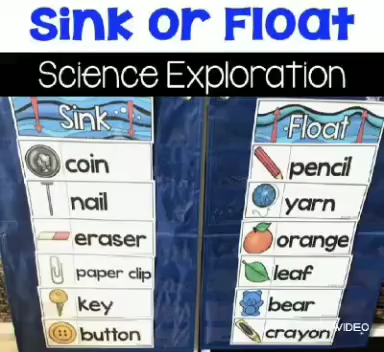 Sink or Float
Science Exploration
Sink
coin
nail
eraser
paper clip
key
button
Float
pencil
yarn
orange
leaf
bear
crayon
VIDEO